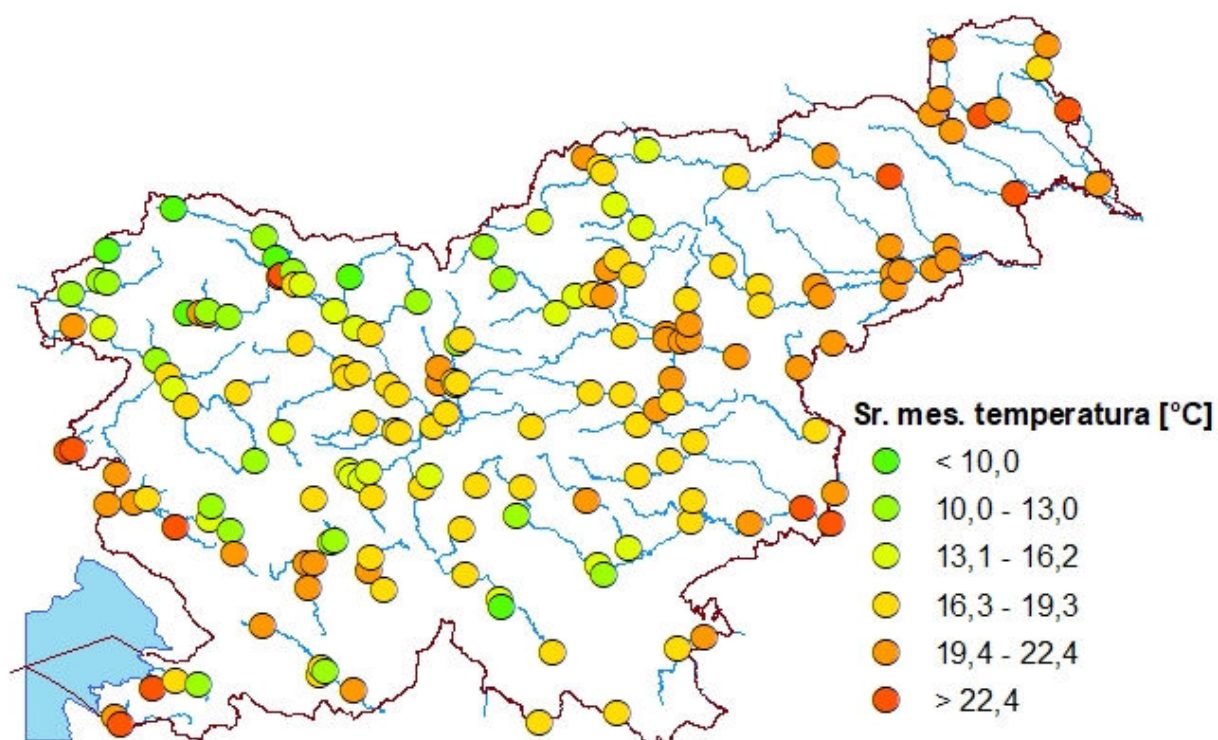 Sr. mes. temperatura [°C]
< 10,0
10,0 - 13,0
13,1 - 16,2
16,3 - 19,3
19,4 - 22,4
> 22,4